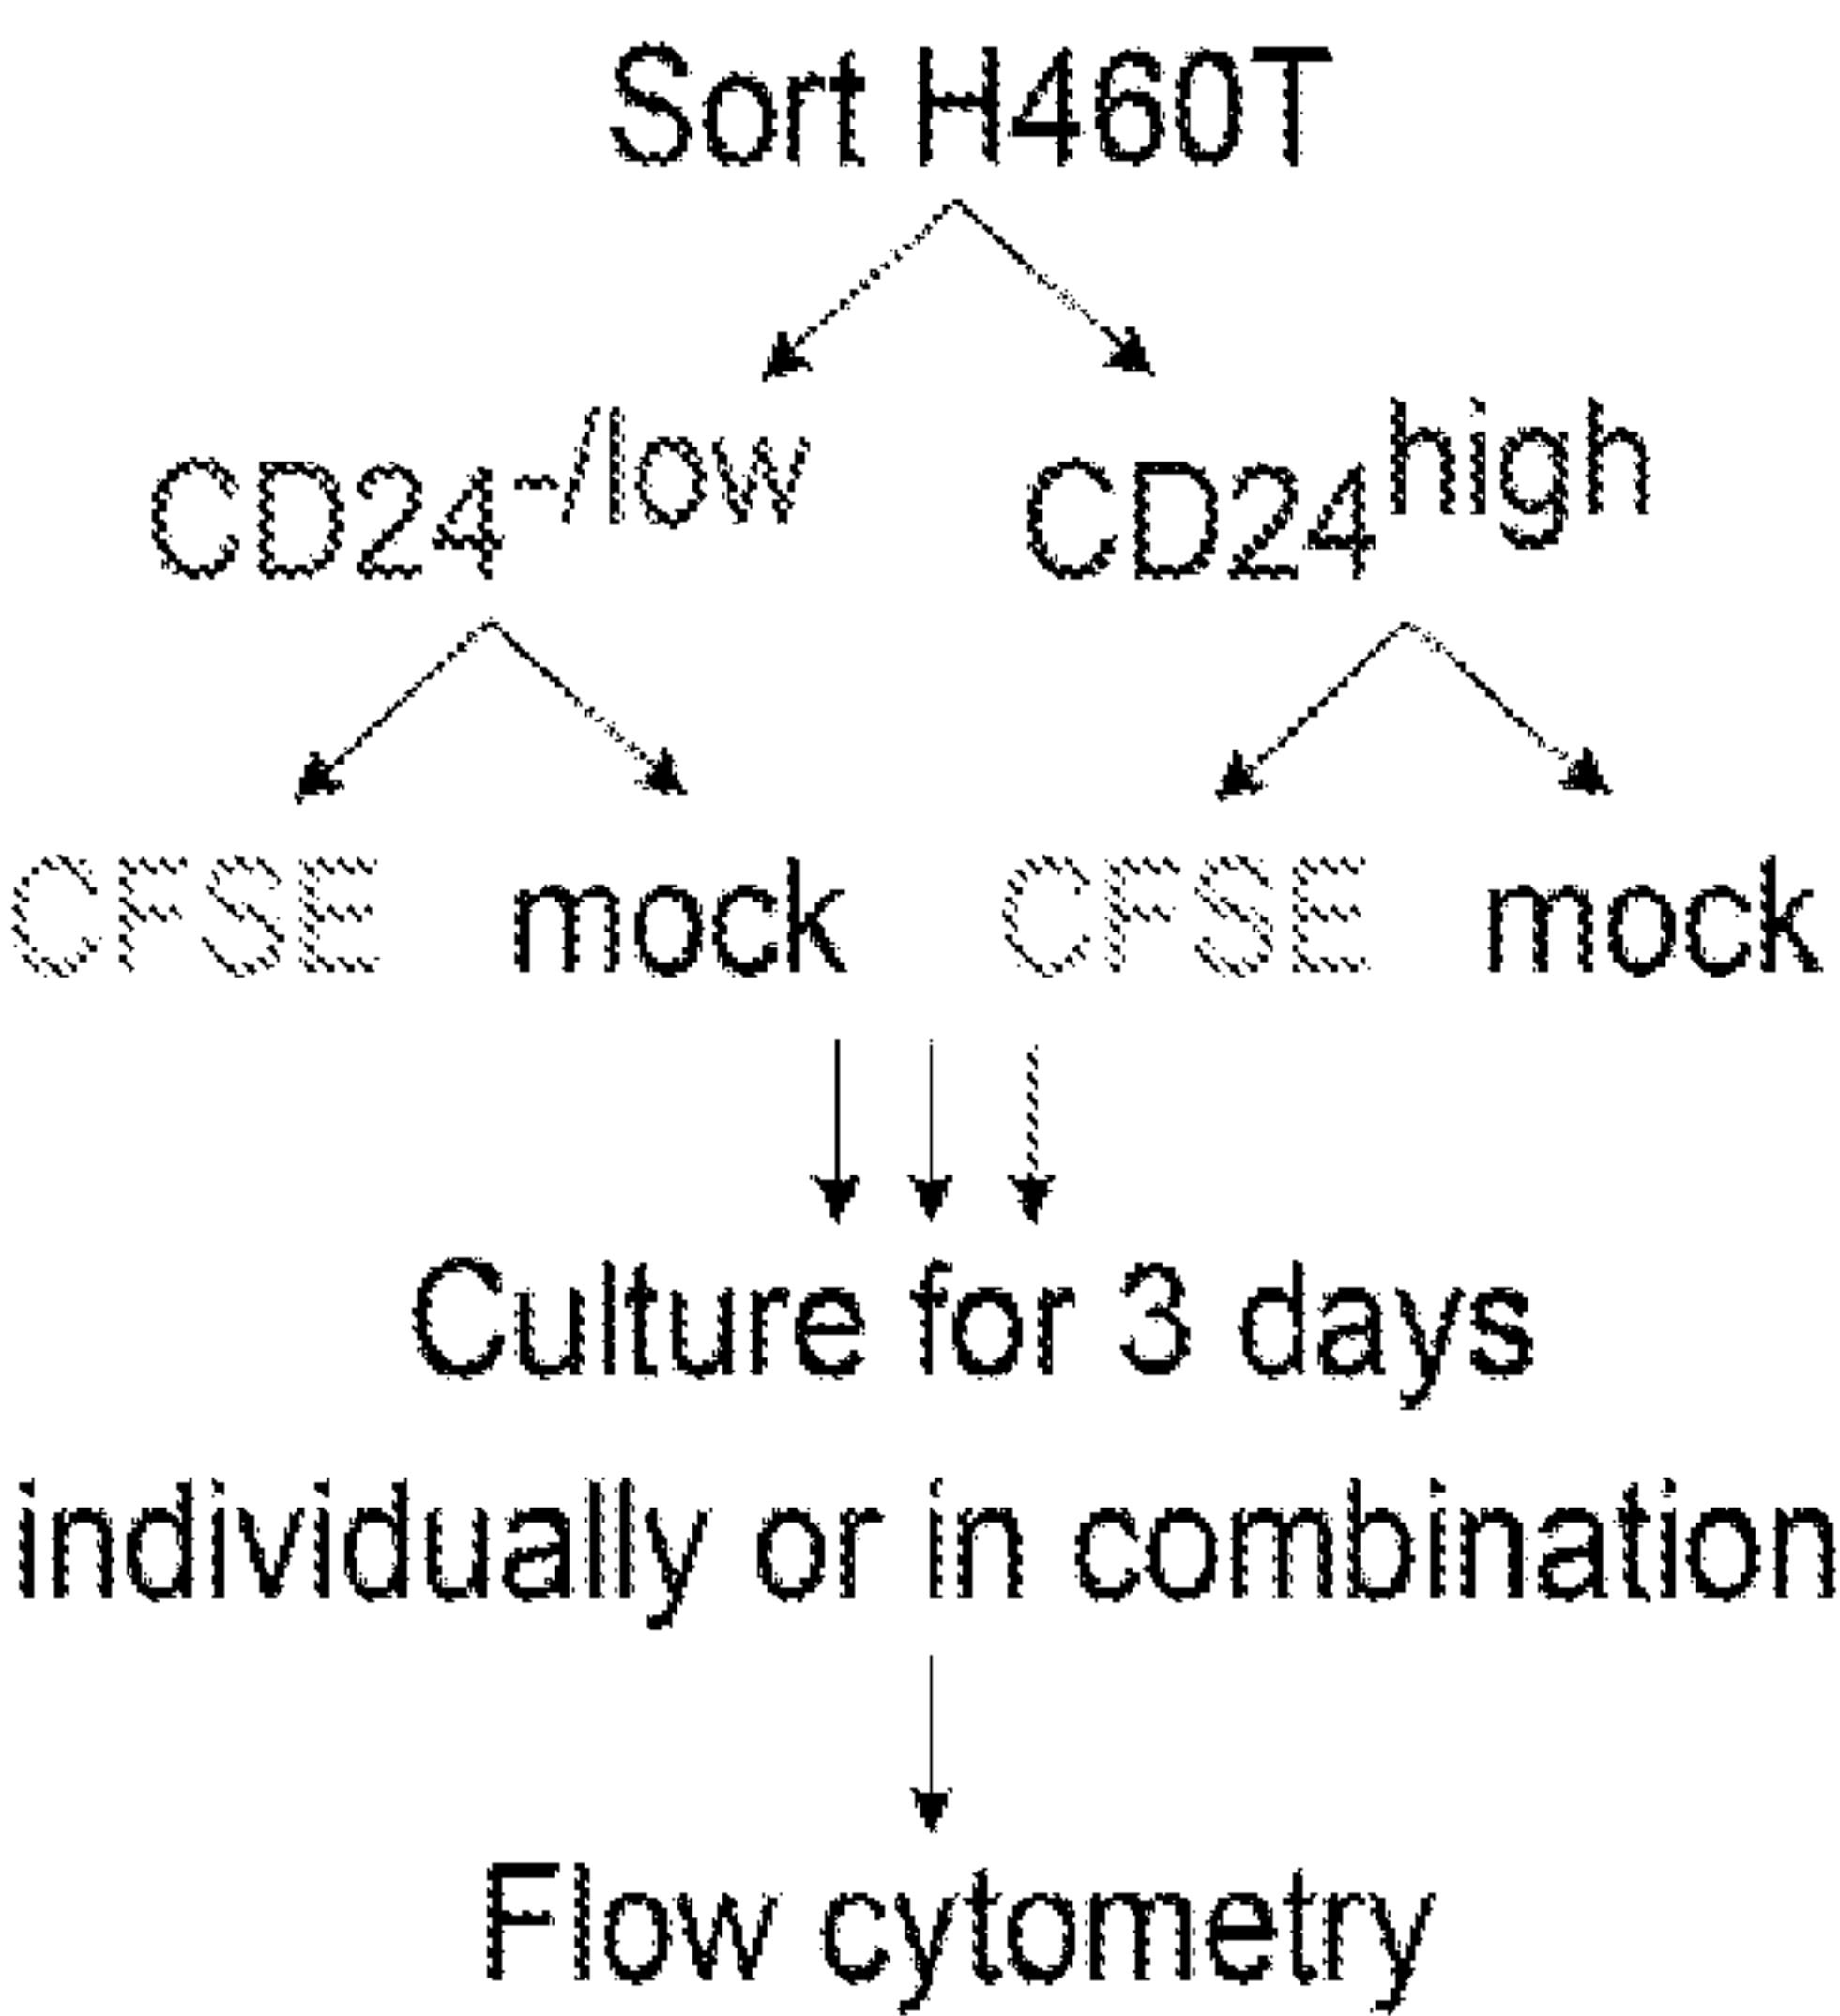 Sort H460T
CD24-/low CD24high
CFSE mock CFSE mock
Culture for 3 days
individually or in combination
Flow cytometry